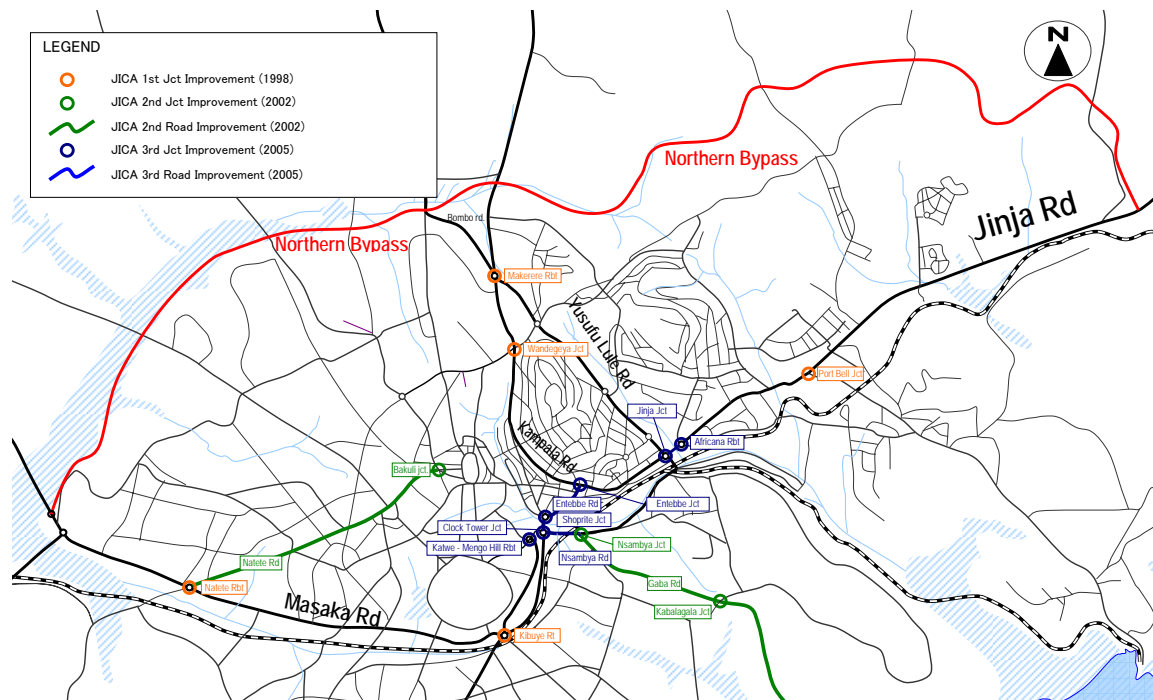 LEGEND
JICA 1st Jct Improvement (1998)
JICA 2nd Jct Improvement (2002)
JICA 2nd Road Improvement (2002)
JICA 3rd Jct Improvement (2005)
JICA 3rd Road Improvement (2005)
N
Northern Bypass
Jinja Rd
Bombo rd.
Northern Bypass
Makerere Rbt
Yusufu Lule Rd
Wandegeya Jct
Port Bell Jct
Jinja Jct
Africana Rbt
Kampala Rd
Bakuli jct.
Entebbe Rd
Entebbe Jct
Shoprite Jct
Clock Tower Jct
Katwe - Mengo Hill Rbt
Nsambya Jct
Nsambya Rd
Natete Rd
Gaba Rd
Natete Rbt
Kabalagala Jct
Masaka Rd
Kibuye Rt